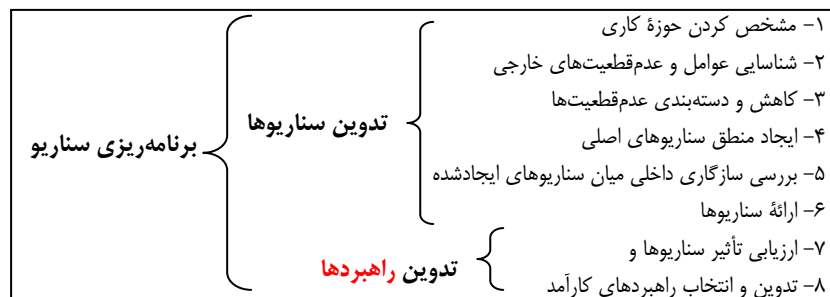 ۱- مشخص کردن حوزهٔ کاری
۲- شناسایی عوامل و عدم‌قطعیت‌های خارجی
۳- کاهش و دسته‌بندی عدم‌قطعیت‌ها
۴- ایجاد منطق سناریوهای اصلی
۵- بررسی سازگاری داخلی میان سناریوهای ایجادشده
۶- ارائهٔ سناریوها
تدوین سناریوها
برنامه‌ریزی سناریو
۷- ارزیابی تأثیر سناریوها و
۸- تدوین و انتخاب راهبردهای کارآمد
تدوین راهبردها